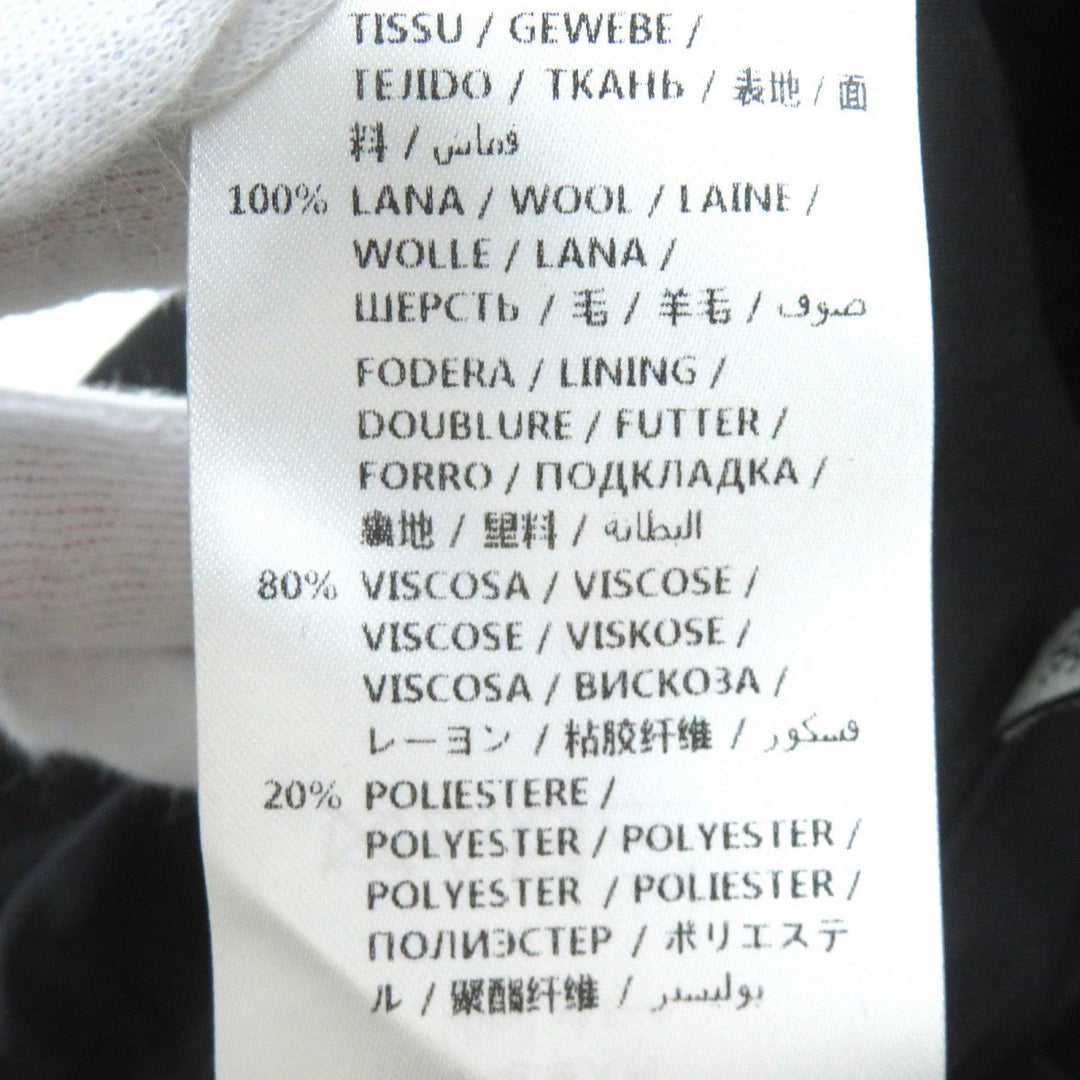 TISSU / GEWEBE /
TEJIDO / ТКАНЬ / 表地 / 面
料 / قماش
100% LANA / WOOL / LAINE /
WOLLE / LANA /
ШЕРСТЬ / 毛 / 羊毛 / صوف
FODERA / LINING /
DOUBLURE / FUTTER /
FORRO / ПОДКЛАДКА /
裏地 / 里料 / البطانة
80% VISCOSA / VISCOSE /
VISCOSE / VISKOSE /
VISCOSA / ВИСКОЗА /
レーヨン / 粘胶纤维 / فسكور
20% POLIESTERE /
POLYESTER / POLYESTER /
POLYESTER / POLIESTER /
ПОЛИЭСТЕР / ポリエステ
ル / 聚酯纤维 / بوليستر